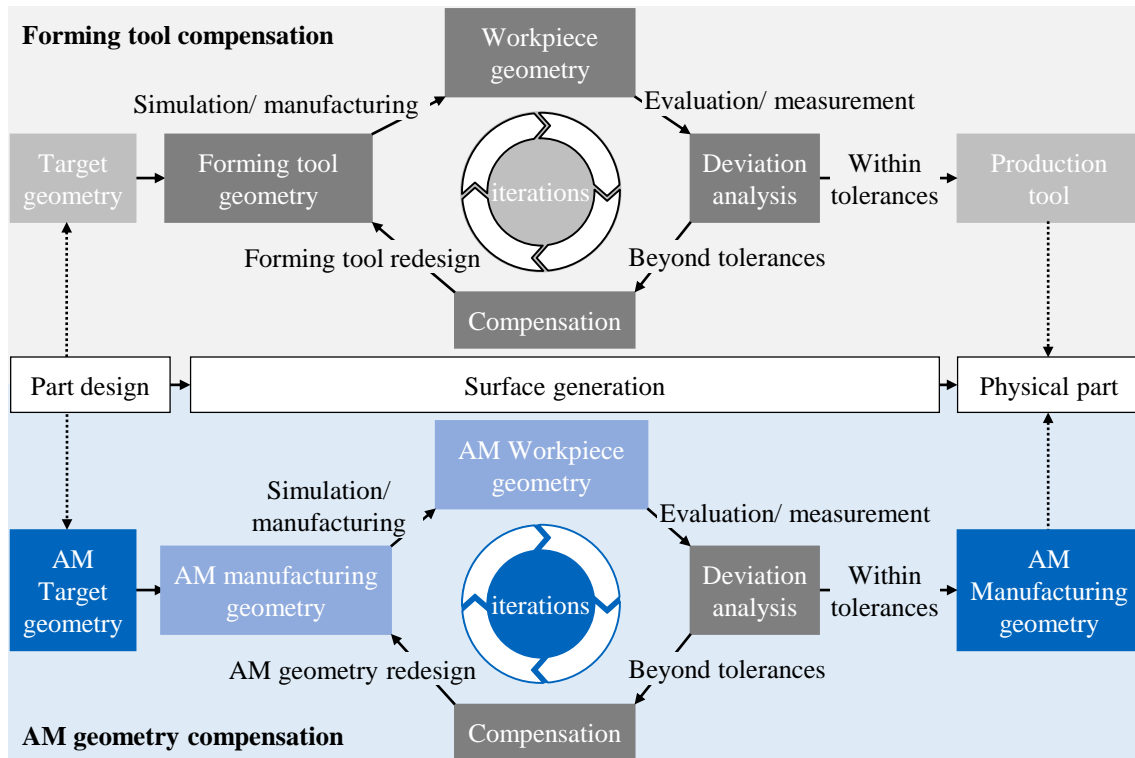 Forming tool compensation
Workpiece
geometry
Simulation/ manufacturing
Evaluation/ measurement
Target
geometry
Forming tool
geometry
iterations
Deviation
analysis
Within
tolerances
Production
tool
Forming tool redesign
Beyond tolerances
Compensation
Part design
Surface generation
Physical part
AM Workpiece
geometry
Simulation/
manufacturing
Evaluation/ measurement
AM
Target
geometry
AM manufacturing
geometry
iterations
Deviation
analysis
Within
tolerances
AM
Manufacturing
geometry
AM geometry redesign
Beyond tolerances
Compensation
AM geometry compensation